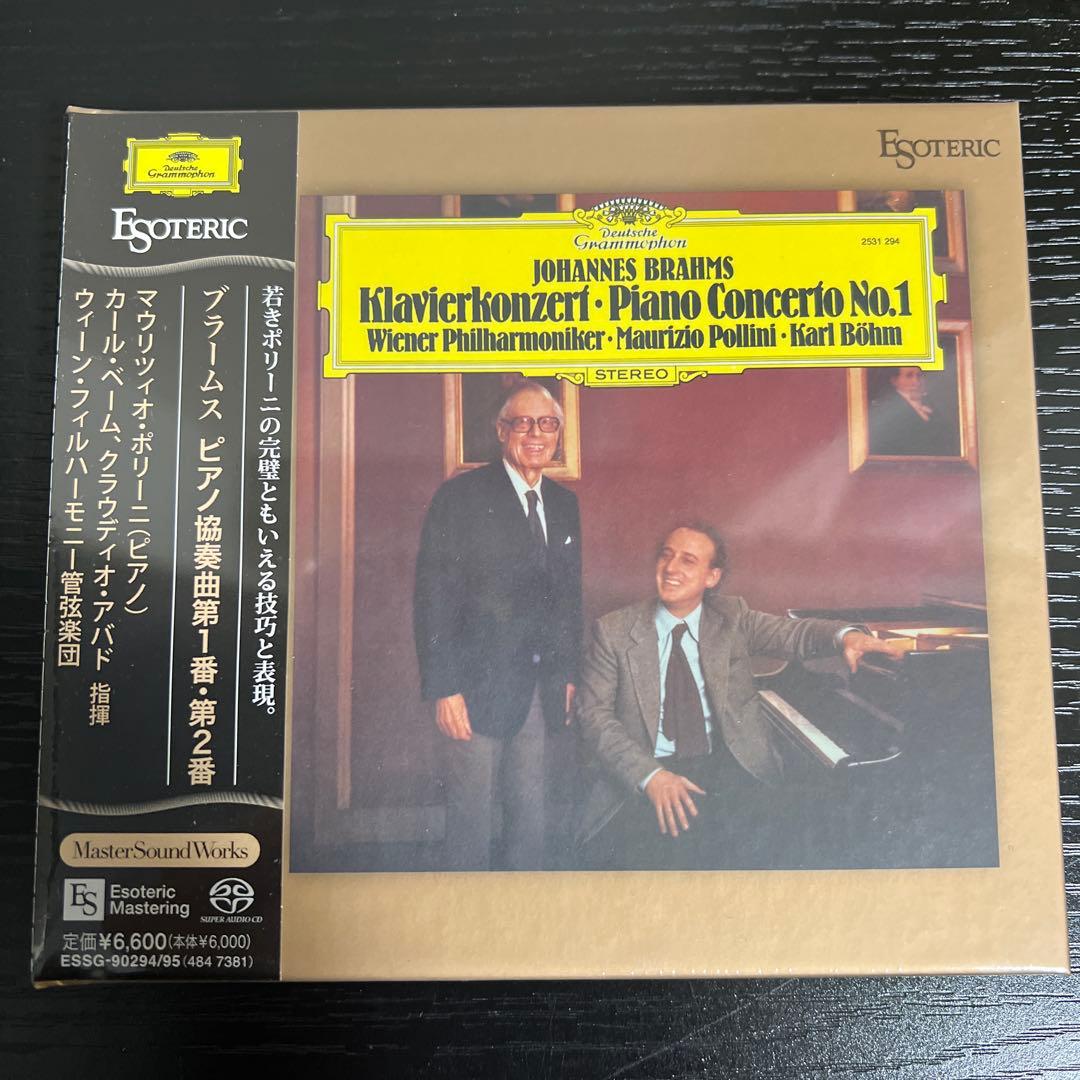 Deutsche
Grammophon
ESOTERIC
若きポリーニの完璧ともいえる技巧と表現。
ブラームス ピアノ協奏曲第1番・第2番
マウリツィオ・ポリーニ(ピアノ)
カール・ベーム、クラウディオ・アバド 指揮
ウィーン・フィルハーモニー管弦楽団
MasterSoundWorks
ES Esoteric
Mastering
SUPER AUDIO CD
定価¥6,600(本体¥6,000)
ESSG-90294/95(484 7381)
ESOTERIC
Deutsche
Grammophon
2531 294
JOHANNES BRAHMS
Klavierkonzert · Piano Concerto No.1
Wiener Philharmoniker · Maurizio Pollini · Karl Böhm
STEREO